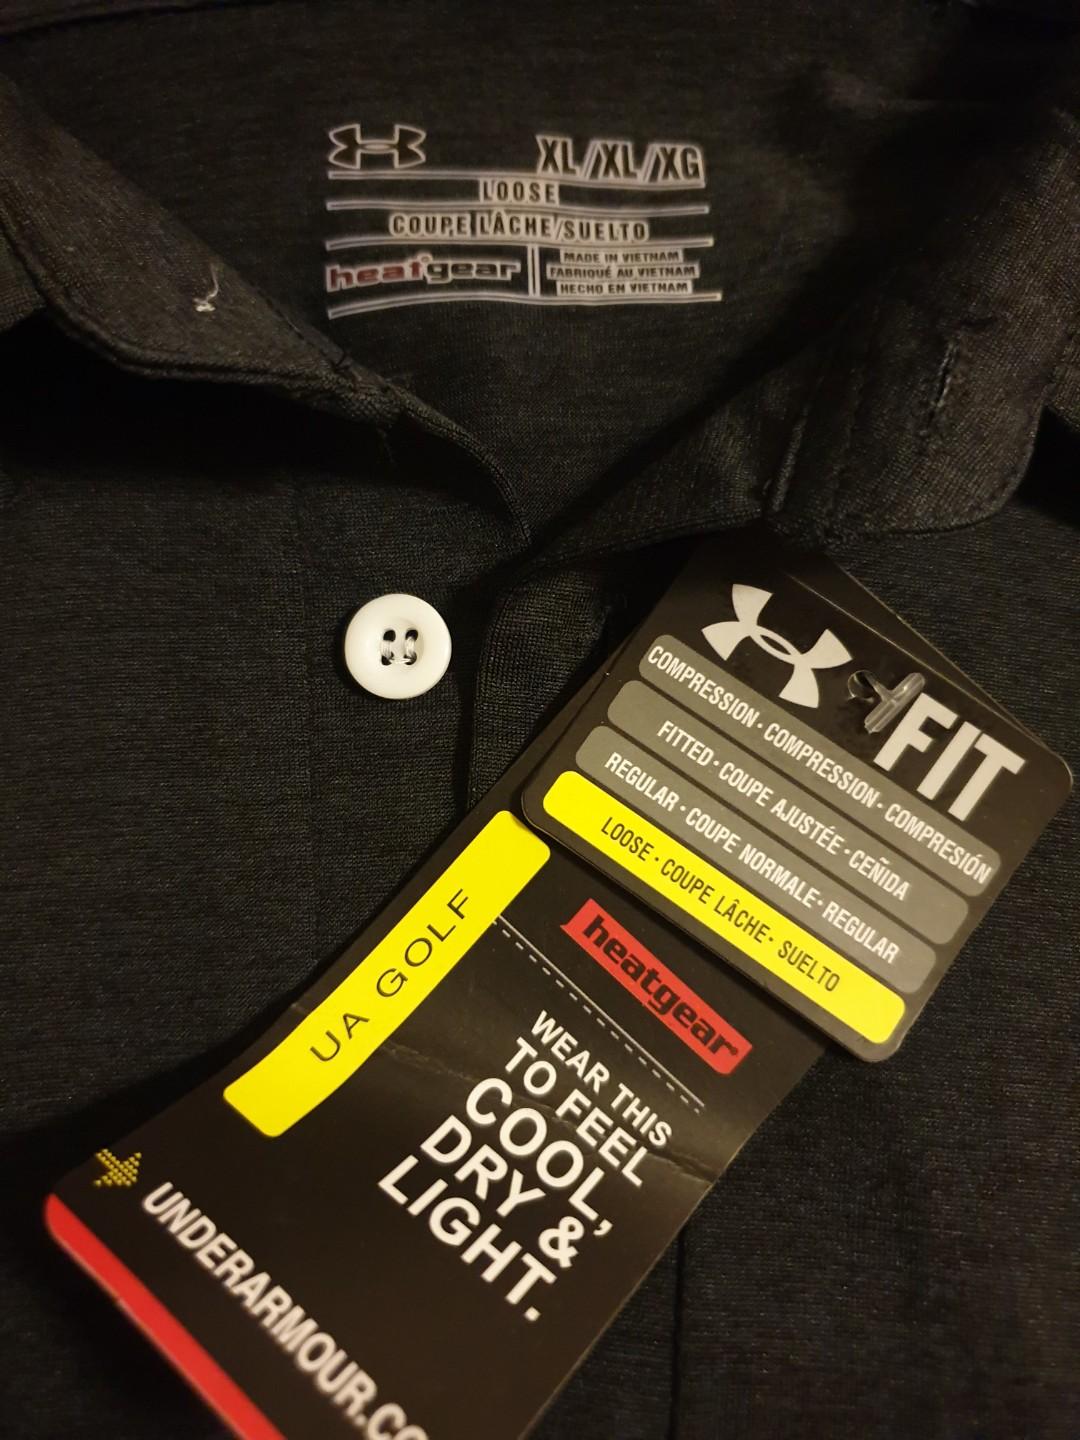 XL/XL/XG
LOOSE
COUPE LÂCHE/SUELTO
heatgear
MADE IN VIETNAM
FABRIQUÉ AU VIETNAM
HECHO EN VIETNAM
FIT
COMPRESSION · COMPRESSION · COMPRESIÓN
FITTED · COUPE AJUSTÉE · CEÑIDA
REGULAR · COUPE NORMALE · REGULAR
LOOSE · COUPE LÂCHE · SUELTO
UA GOLF
heatgear
WEAR THIS
TO FEEL
COOL,
DRY &
LIGHT.
UNDERARMOUR.CO